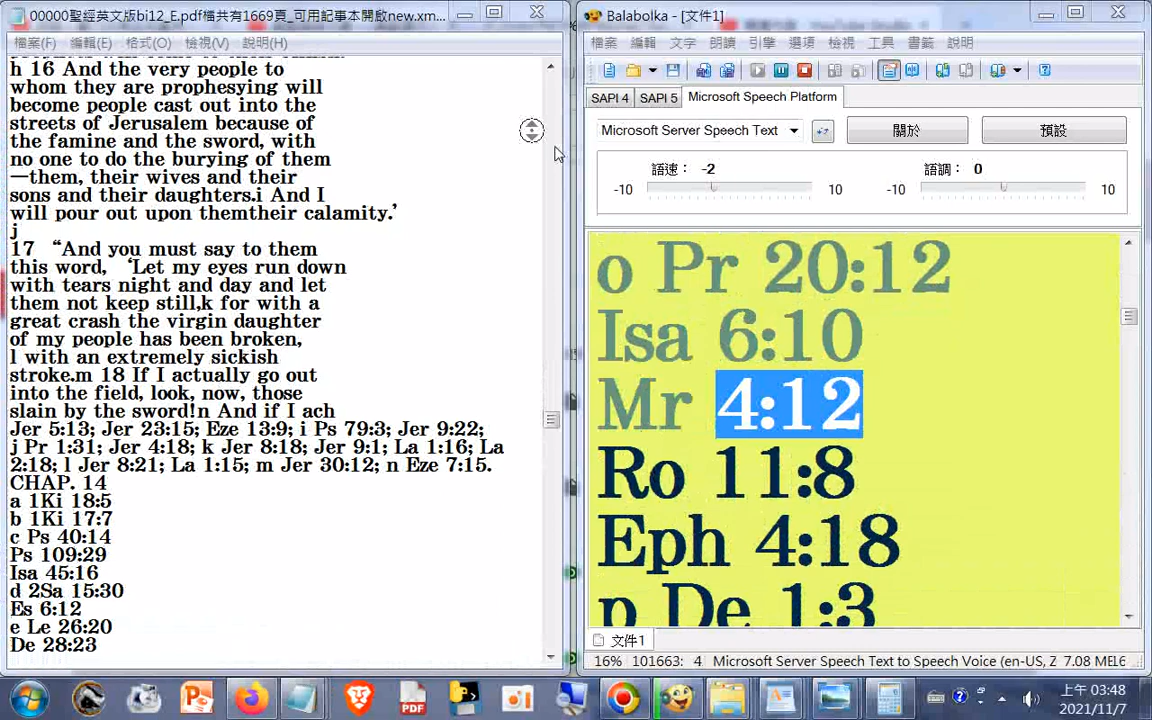 00000聖經英文版bi12_E.pdf檔共有1669頁_可用記事本開啟new.xm...
檔案(F) 編輯(E) 格式(O) 檢視(V) 說明(H)
h 16 And the very people to
whom they are prophesying will
become people cast out into the
streets of Jerusalem because of
the famine and the sword, with
no one to do the burying of them
—them, their wives and their
sons and their daughters.i And I
will pour out upon themtheir calamity.’
j
17 “And you must say to them
this word, ‘Let my eyes run down
with tears night and day and let
them not keep still,k for with a
great crash the virgin daughter
of my people has been broken,
l with an extremely sickish
stroke.m 18 If I actually go out
into the field, look, now, those
slain by the sword!n And if I ach
Jer 5:13; Jer 23:15; Eze 13:9; i Ps 79:3; Jer 9:22;
j Pr 1:31; Jer 4:18; k Jer 8:18; Jer 9:1; La 1:16; La
2:18; l Jer 8:21; La 1:15; m Jer 30:12; n Eze 7:15.
CHAP. 14
a 1Ki 18:5
b 1Ki 17:7
c Ps 40:14
Ps 109:29
Isa 45:16
d 2Sa 15:30
Es 6:12
e Le 26:20
De 28:23
Balabolka - [文件1]
檔案 編輯 文字 朗讀 引擎 選項 檢視 工具 書籤 說明
SAPI 4 SAPI 5 Microsoft Speech Platform
Microsoft Server Speech Text 關於 預設
語速： -2 語調： 0
-10 10 -10 10
o Pr 20:12
Isa 6:10
Mr 4:12
Ro 11:8
Eph 4:18
p De 1:3
文件1
16% 101663: 4 Microsoft Server Speech Text to Speech Voice (en-US, Z 7.08 МБ
上午 03:48
2021/11/7